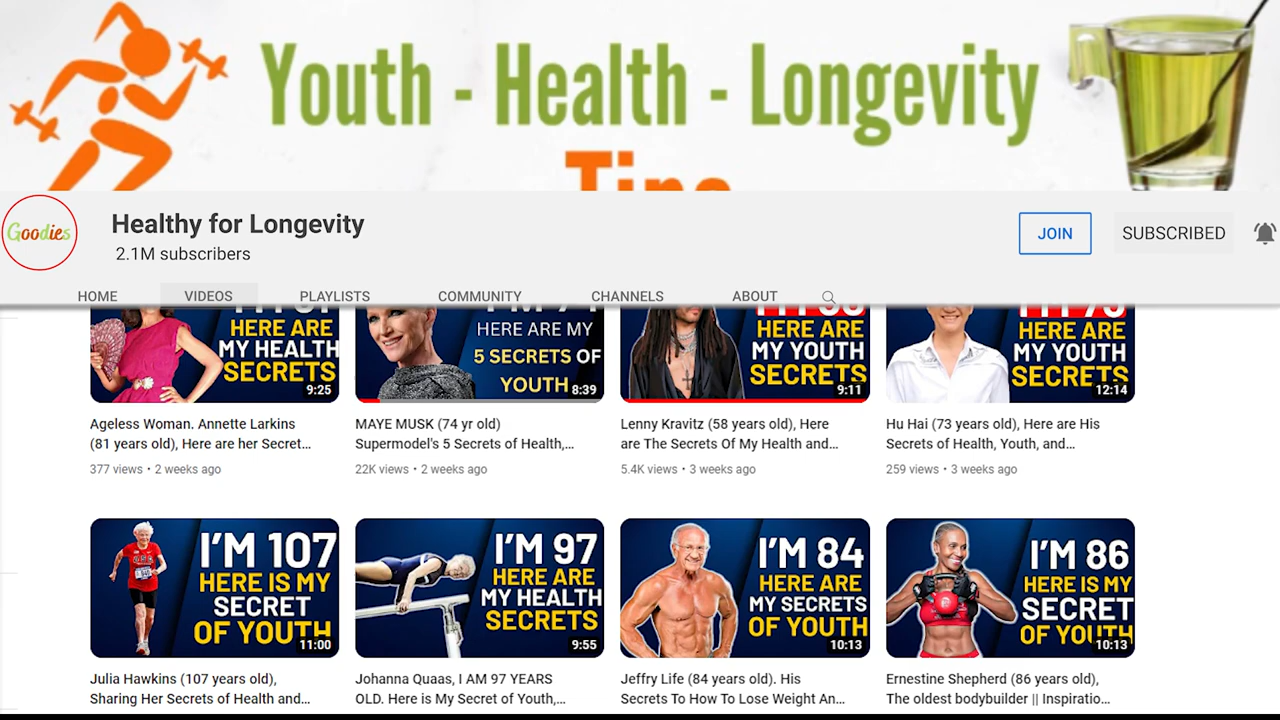 Youth - Health - Longevity
Tips
Goodies
Healthy for Longevity
2.1M subscribers
JOIN
SUBSCRIBED
HOME
VIDEOS
PLAYLISTS
COMMUNITY
CHANNELS
ABOUT
HERE ARE
MY HEALTH
SECRETS
9:25
HERE ARE MY
5 SECRETS OF
YOUTH
8:39
HERE ARE
MY YOUTH
SECRETS
9:11
HERE ARE
MY YOUTH
SECRETS
12:14
Ageless Woman. Annette Larkins
(81 years old), Here are her Secret...
377 views • 2 weeks ago
MAYE MUSK (74 yr old)
Supermodel's 5 Secrets of Health,...
22K views • 2 weeks ago
Lenny Kravitz (58 years old), Here
are The Secrets Of My Health and...
5.4K views • 3 weeks ago
Hu Hai (73 years old), Here are His
Secrets of Health, Youth, and...
259 views • 3 weeks ago
I'M 107
HERE IS MY
SECRET
OF YOUTH
11:00
I'M 97
HERE ARE
MY HEALTH
SECRETS
9:55
I'M 84
HERE ARE
MY SECRETS
OF YOUTH
10:13
I'M 86
HERE IS MY
SECRET
OF YOUTH
10:13
Julia Hawkins (107 years old),
Sharing Her Secrets of Health and...
Johanna Quaas, I AM 97 YEARS
OLD. Here is My Secret of Youth,...
Jeffry Life (84 years old). His
Secrets To How To Lose Weight An...
Ernestine Shepherd (86 years old),
The oldest bodybuilder || Inspiratio...